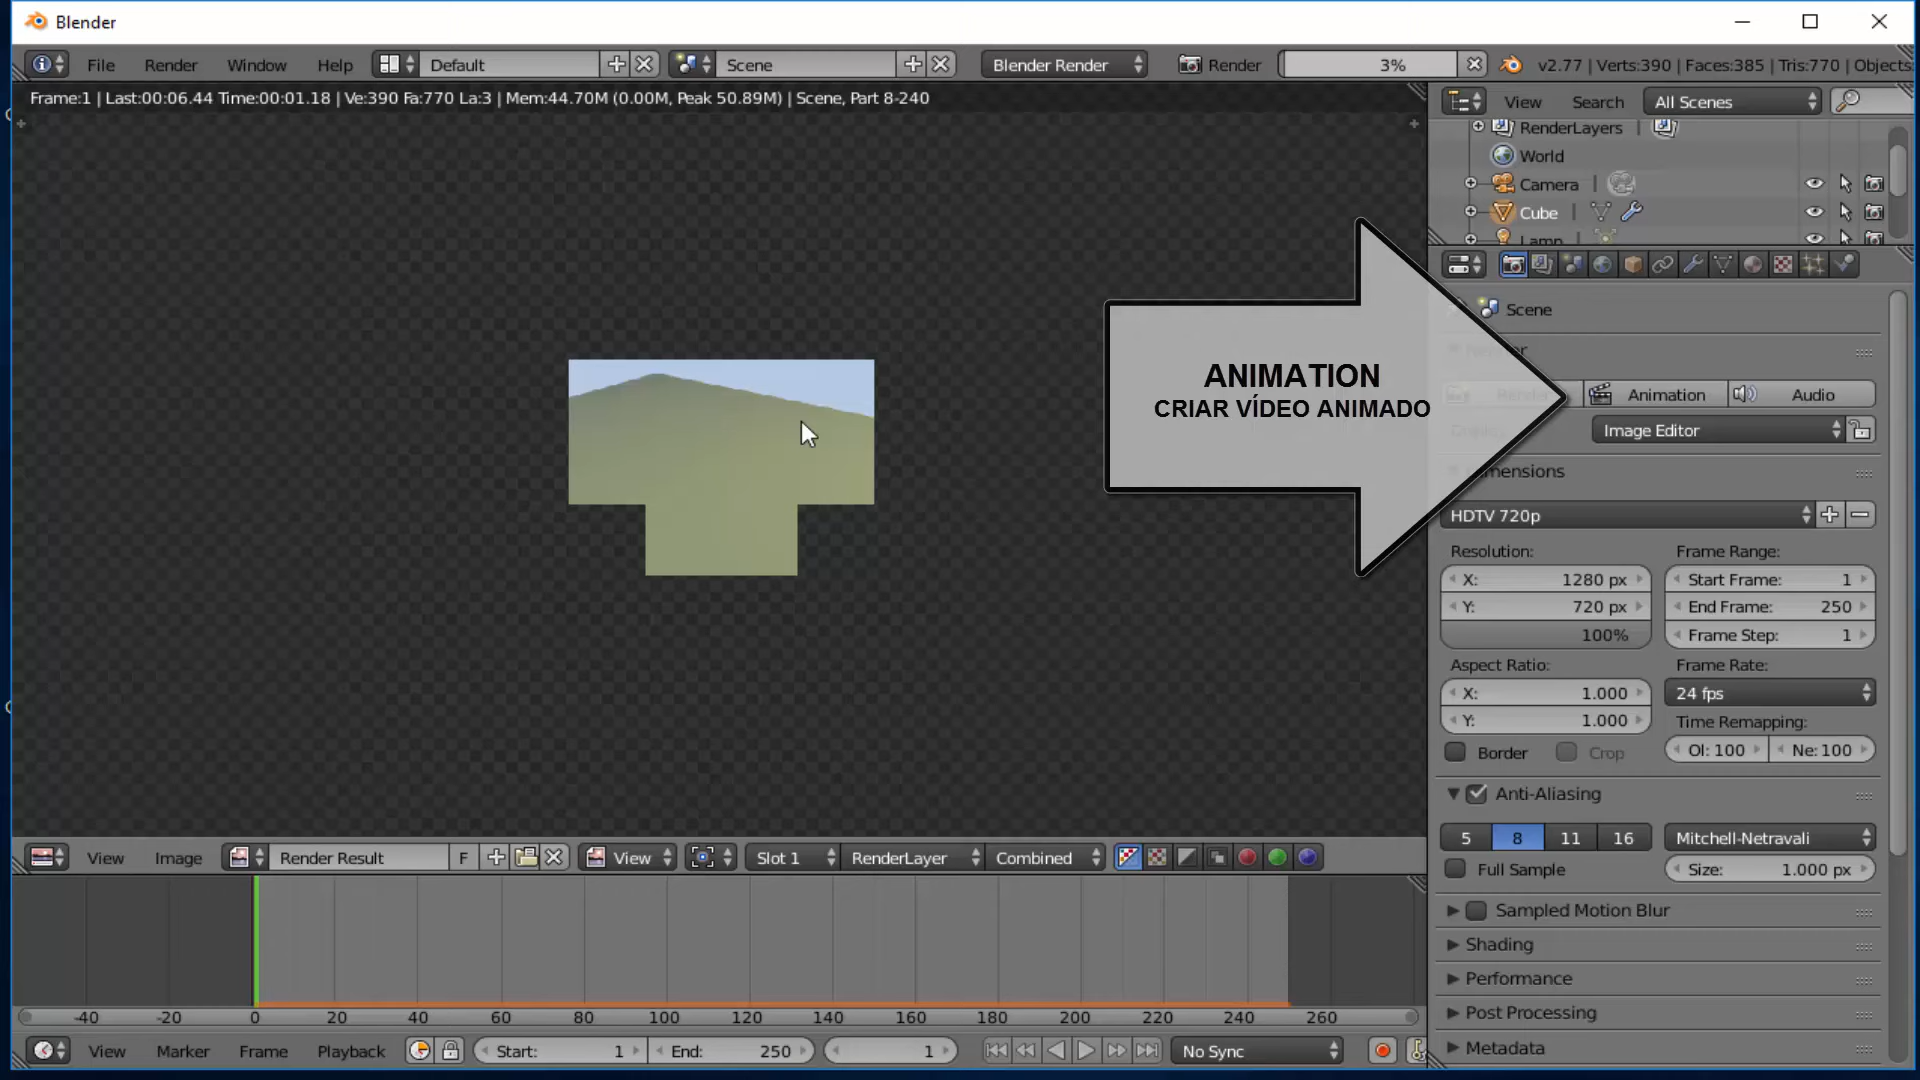 Blender
File Render Window Help Default Scene Blender Render Render 3% v2.77 | Verts:390 | Faces:385 | Tris:770 | Objects:
Frame:1 | Last:00:06.44 Time:00:01.18 | Ve:390 Fa:770 La:3 | Mem:44.70M (0.00M, Peak 50.89M) | Scene, Part 8-240
View Search All Scenes
RenderLayers |
World
Camera |
Cube |
Lamp
Scene
ANIMATION
CRIAR VÍDEO ANIMADO
Animation Audio
Image Editor
mensions
HDTV 720p
Resolution: Frame Range:
X: 1280 px Start Frame: 1
Y: 720 px End Frame: 250
100% Frame Step: 1
Aspect Ratio: Frame Rate:
X: 1.000 24 fps
Y: 1.000 Time Remapping:
Border Crop Ol: 100 Ne: 100
Anti-Aliasing
5 8 11 16 Mitchell-Netravali
Full Sample Size: 1.000 px
Sampled Motion Blur
Shading
Performance
Post Processing
Metadata
View Image Render Result F View Slot 1 RenderLayer Combined
-40 -20 0 20 40 60 80 100 120 140 160 180 200 220 240 260
View Marker Frame Playback Start: 1 End: 250 1 No Sync